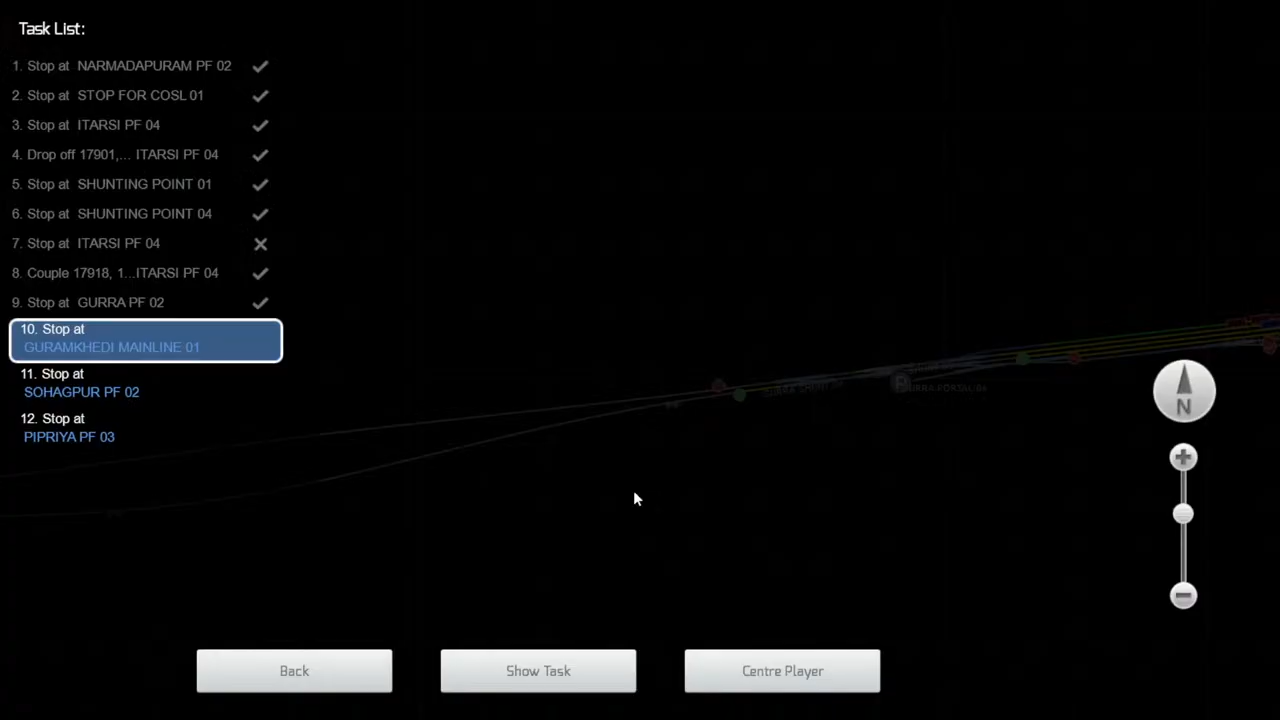 Task List:
1. Stop at NARMADAPURAM PF 02
2. Stop at STOP FOR COSL 01
3. Stop at ITARSI PF 04
4. Drop off 17901,... ITARSI PF 04
5. Stop at SHUNTING POINT 01
6. Stop at SHUNTING POINT 04
7. Stop at ITARSI PF 04
8. Couple 17918, 1...ITARSI PF 04
9. Stop at GURRA PF 02
10. Stop at
GURAMKHEDI MAINLINE 01
11. Stop at
SOHAGPUR PF 02
12. Stop at
PIPRIYA PF 03
P
N
Back
Show Task
Centre Player